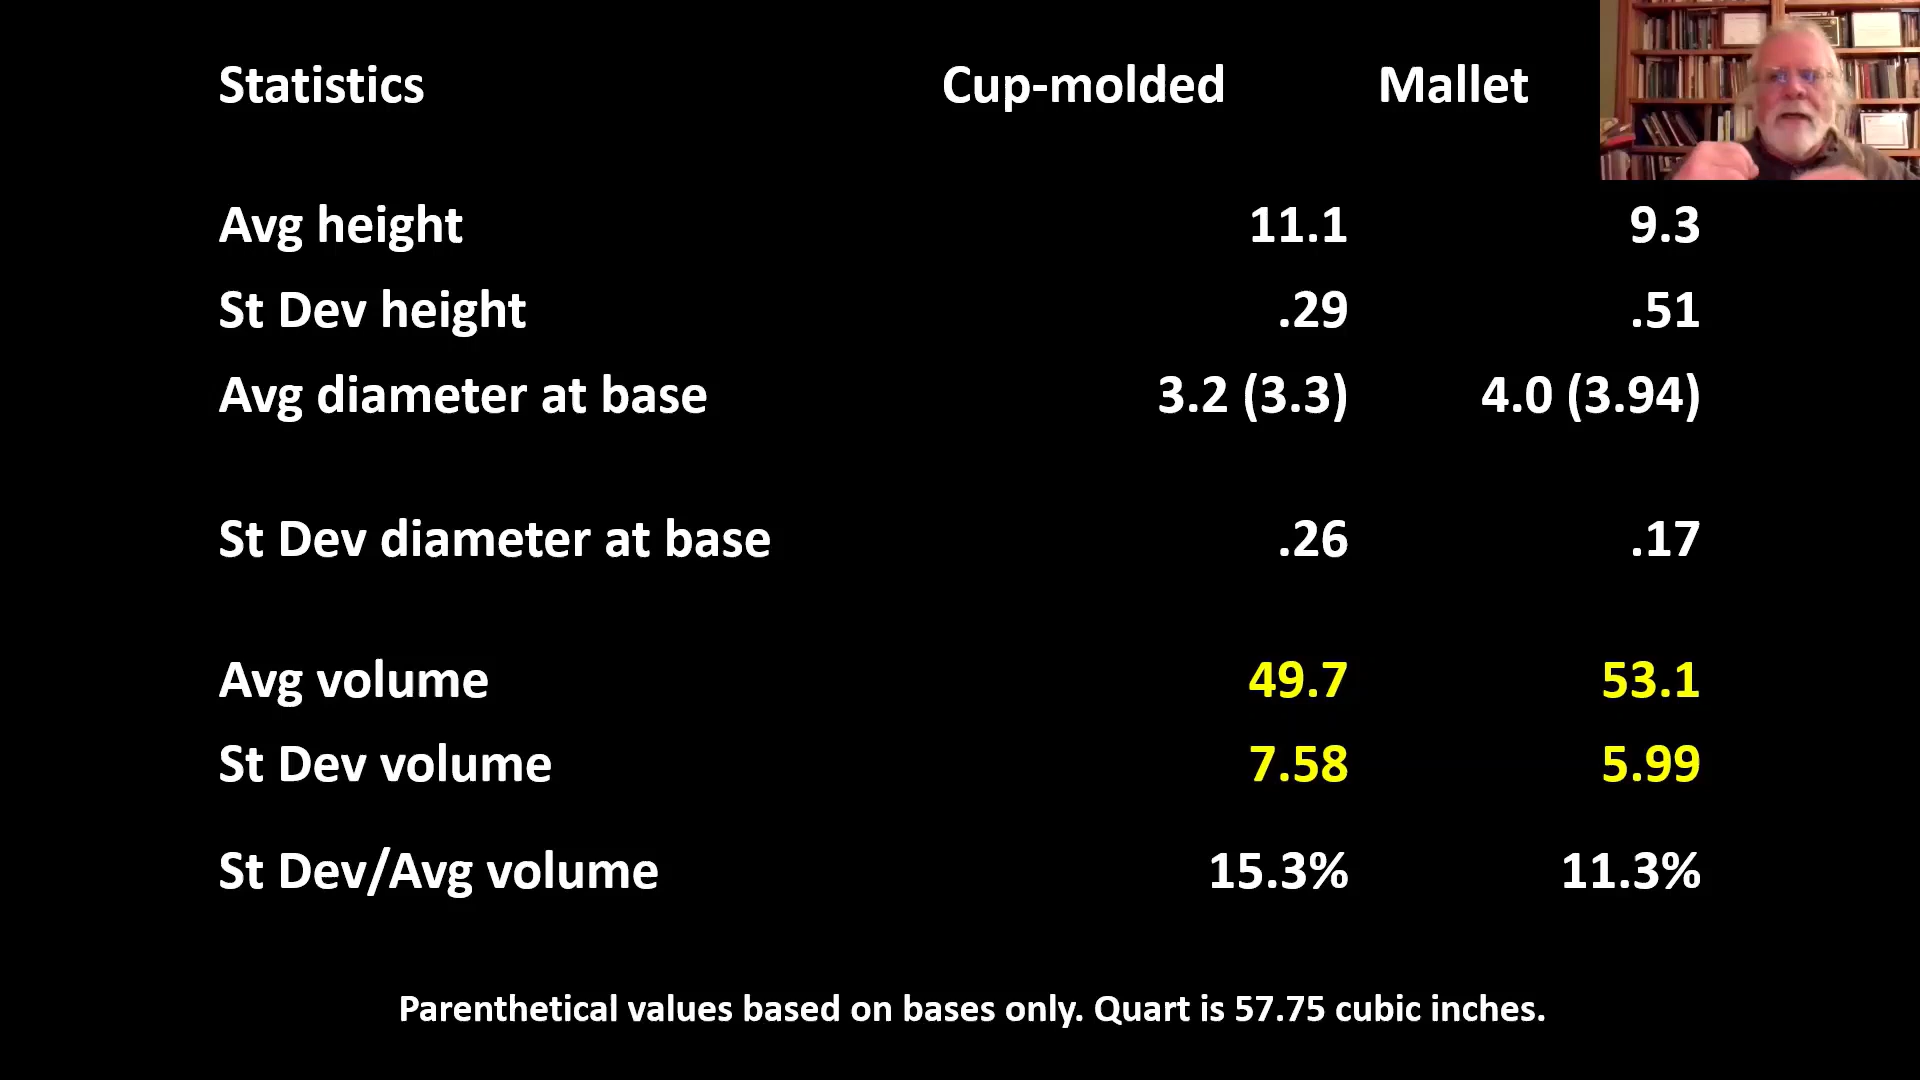 Statistics Cup-molded Mallet
Avg height 11.1 9.3
St Dev height .29 .51
Avg diameter at base 3.2 (3.3) 4.0 (3.94)
St Dev diameter at base .26 .17
Avg volume 49.7 53.1
St Dev volume 7.58 5.99
St Dev/Avg volume 15.3% 11.3%
Parenthetical values based on bases only. Quart is 57.75 cubic inches.